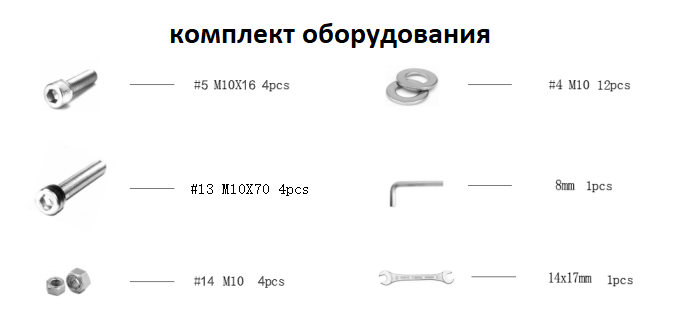 комплект оборудования
#5 M10X16 4pcs
#4 M10 12pcs
#13 M10X70 4pcs
8mm 1pcs
#14 M10 4pcs
14x17mm 1pcs